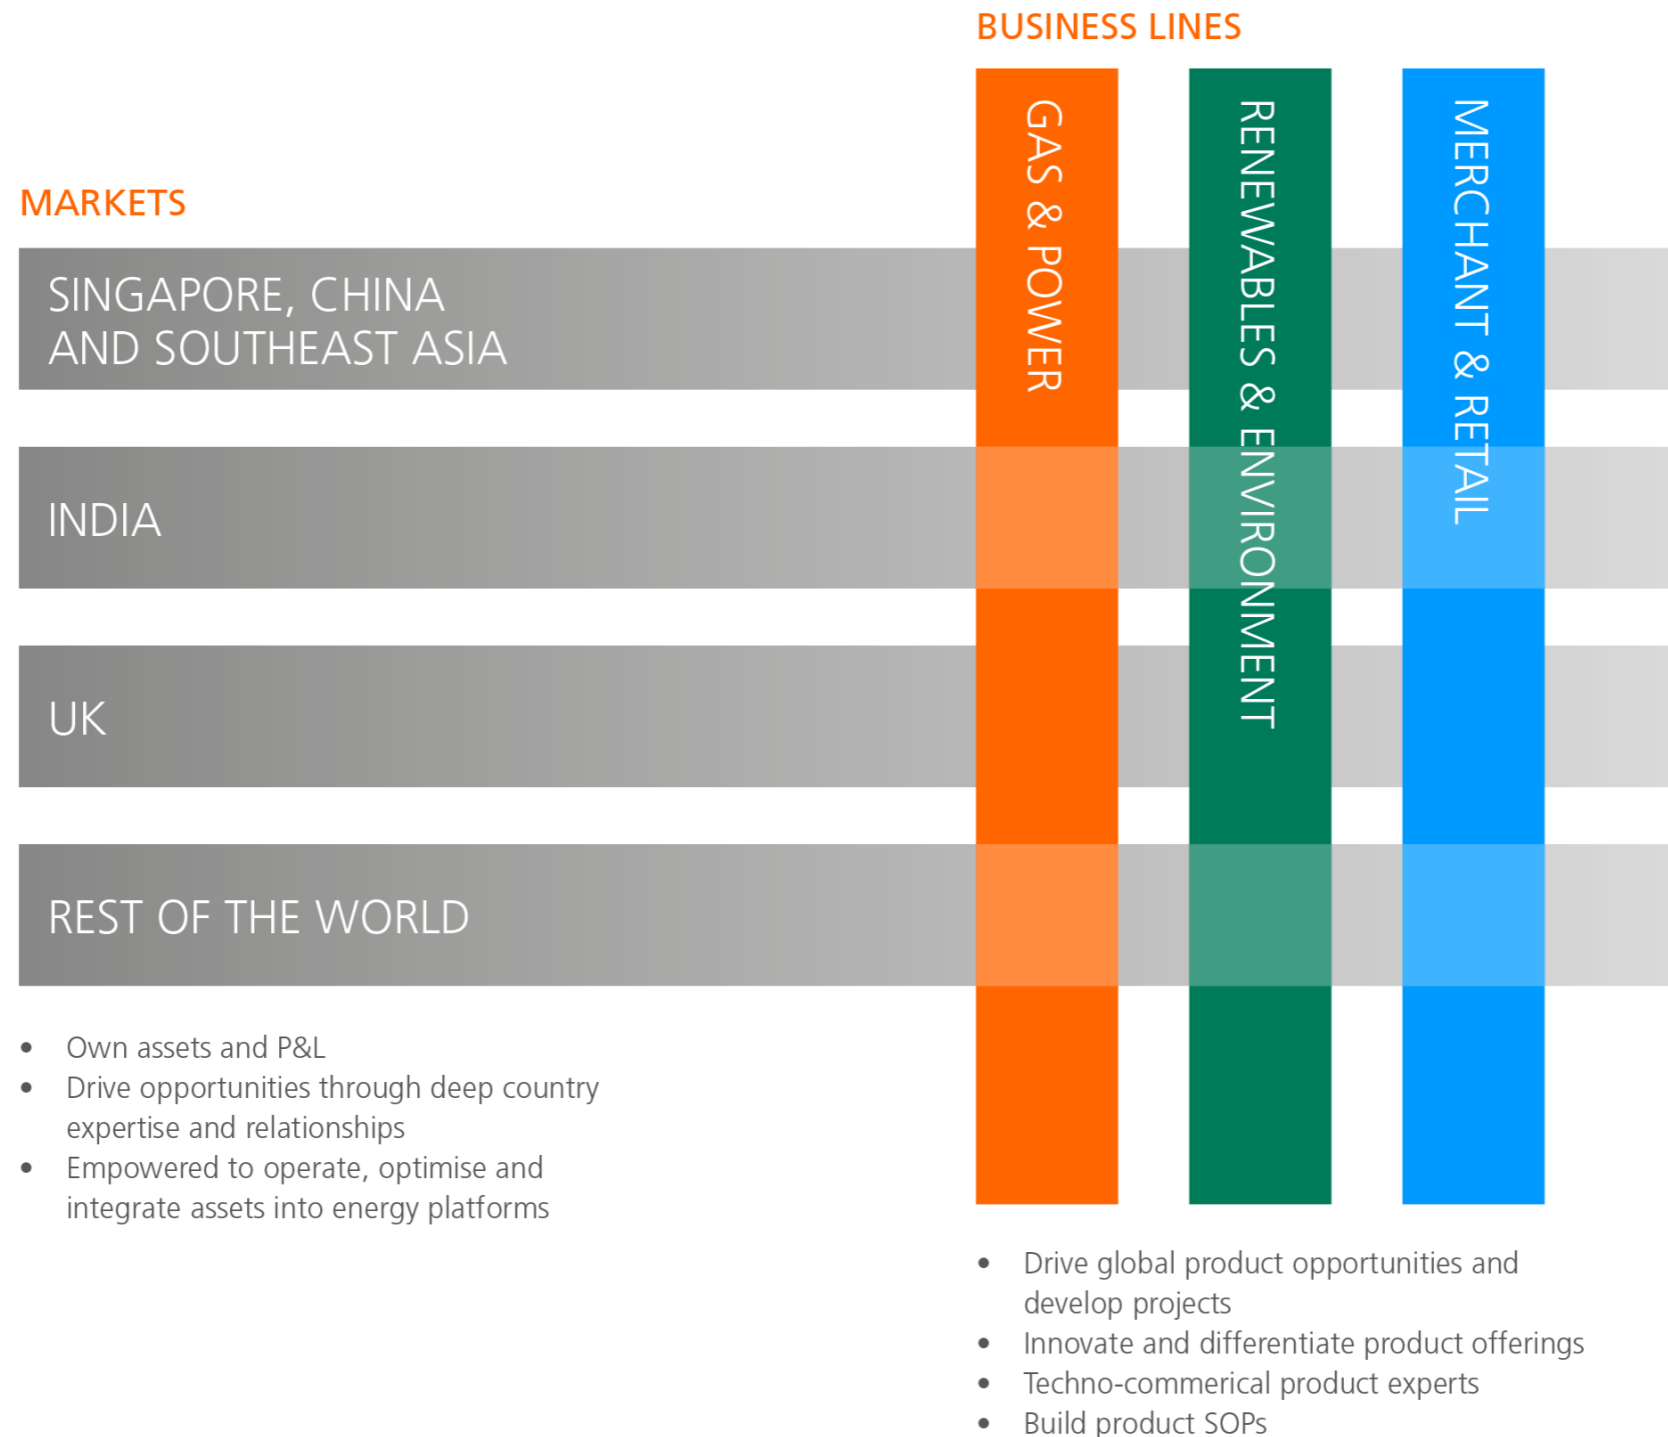 BUSINESS LINES
GAS & POWER
RENEWABLES & ENVIRONMENT
MERCHANT & RETAIL
MARKETS
SINGAPORE, CHINA
AND SOUTHEAST ASIA
INDIA
UK
REST OF THE WORLD
• Own assets and P&L
• Drive opportunities through deep country
expertise and relationships
• Empowered to operate, optimise and
integrate assets into energy platforms
• Drive global product opportunities and
develop projects
• Innovate and differentiate product offerings
• Techno-commerical product experts
• Build product SOPs